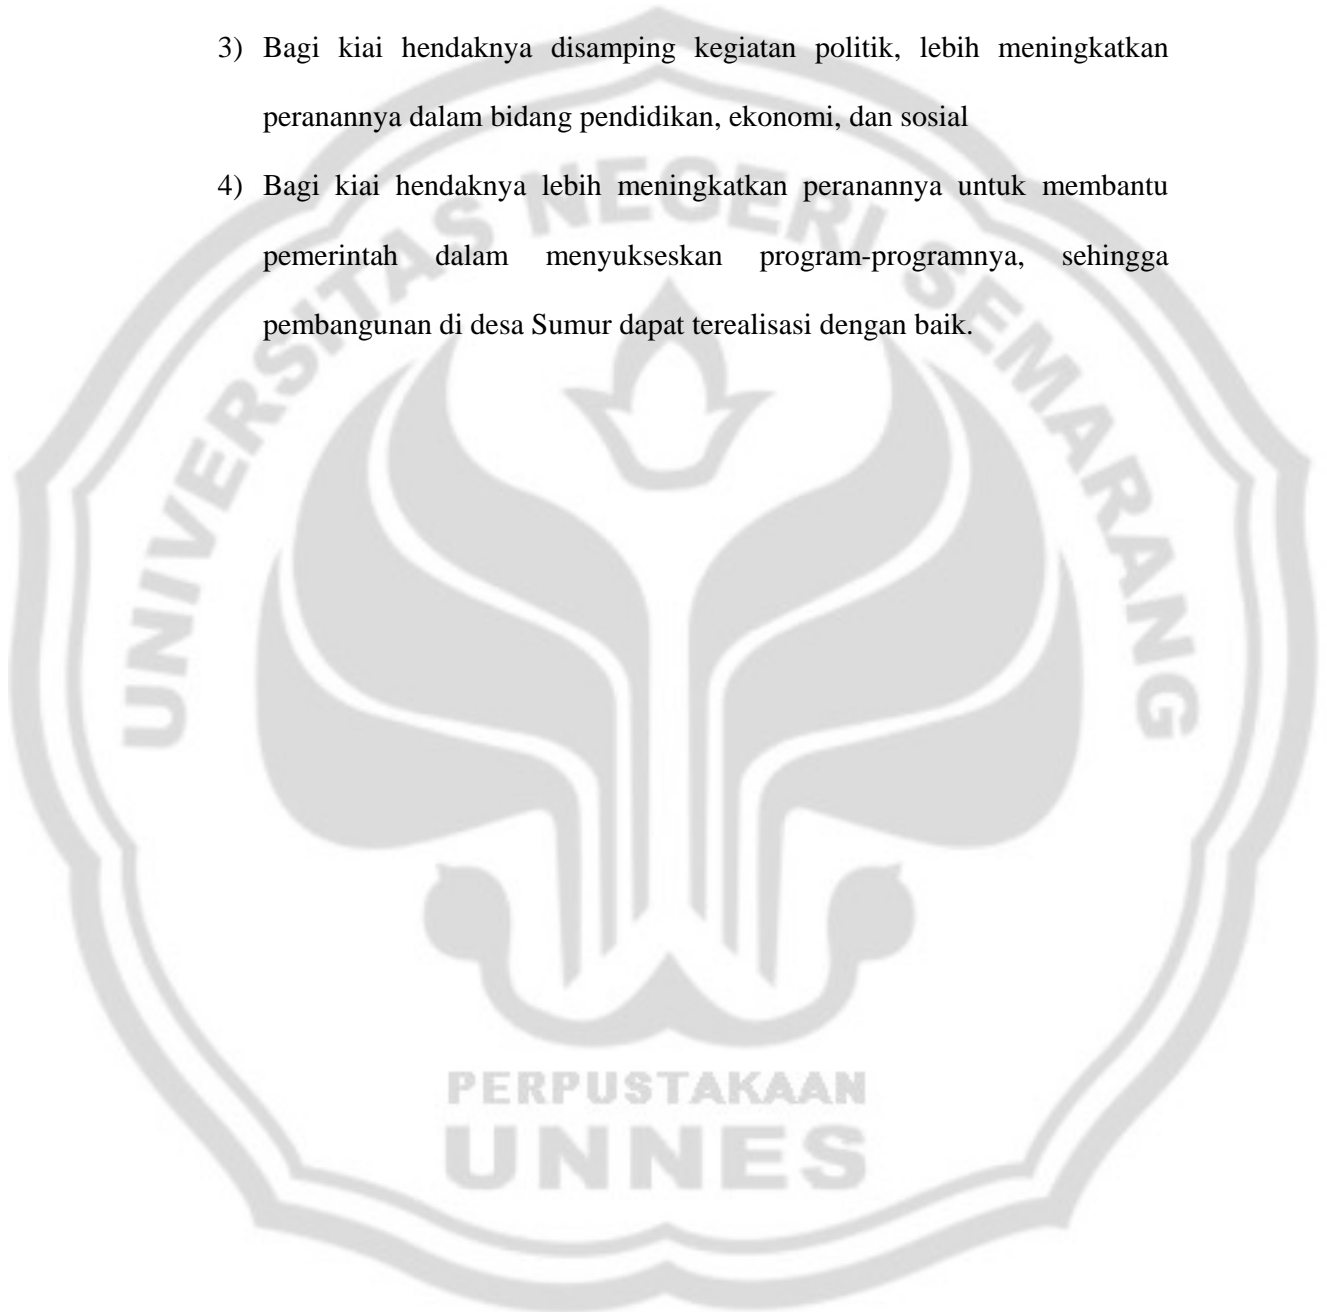 3) Bagi kiai hendaknya disamping kegiatan politik, lebih meningkatkan
peranannya dalam bidang pendidikan, ekonomi, dan sosial
4) Bagi kiai hendaknya lebih meningkatkan peranannya untuk membantu
pemerintah dalam menyukseskan program-programnya, sehingga
pembangunan di desa Sumur dapat terealisasi dengan baik.
UNIVERSITAS NEGERI SEMARANG
PERPUSTAKAAN
UNNES